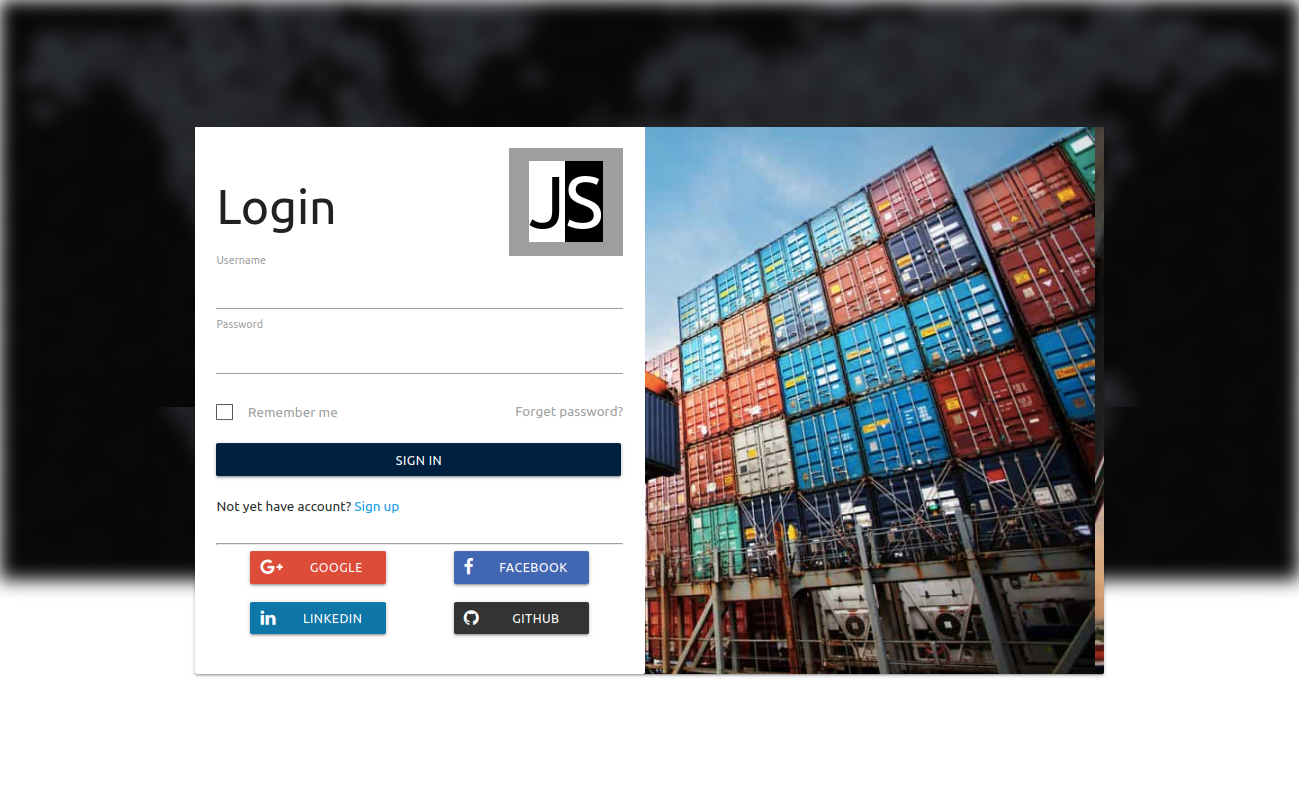 JS
Login
Username
Password
Remember me
Forget password?
SIGN IN
Not yet have account? Sign up
G+ GOOGLE
f FACEBOOK
in LINKEDIN
GITHUB